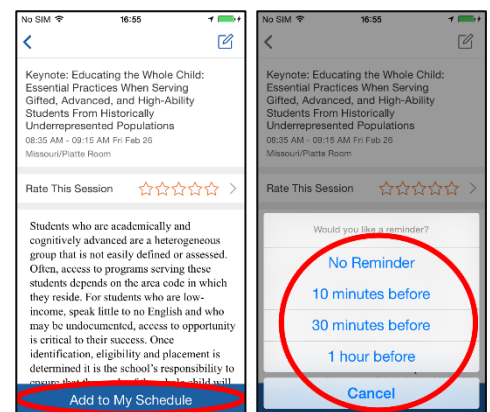 No SIM 16:55
Keynote: Educating the Whole Child:
Essential Practices When Serving
Gifted, Advanced, and High-Ability
Students From Historically
Underrepresented Populations
08:35 AM - 09:15 AM Fri Feb 26
Missouri/Platte Room
Rate This Session
Students who are academically and
cognitively advanced are a heterogeneous
group that is not easily defined or assessed.
Often, access to programs serving these
students depends on the area code in which
they reside. For students who are low-
income, speak little to no English and who
may be undocumented, access to opportunity
is critical to their success. Once
identification, eligibility and placement is
determined it is the school's responsibility to
Add to My Schedule
No SIM 16:55
Keynote: Educating the Whole Child:
Essential Practices When Serving
Gifted, Advanced, and High-Ability
Students From Historically
Underrepresented Populations
08:35 AM - 09:15 AM Fri Feb 26
Missouri/Platte Room
Rate This Session
Would you like a reminder?
No Reminder
10 minutes before
30 minutes before
1 hour before
Cancel